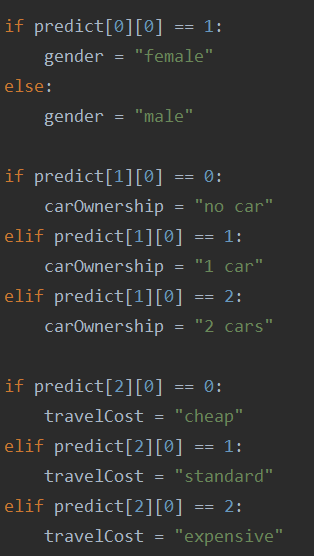 if predict[0][0] == 1:
    gender = "female"
else:
    gender = "male"

if predict[1][0] == 0:
    carOwnership = "no car"
elif predict[1][0] == 1:
    carOwnership = "1 car"
elif predict[1][0] == 2:
    carOwnership = "2 cars"

if predict[2][0] == 0:
    travelCost = "cheap"
elif predict[2][0] == 1:
    travelCost = "standard"
elif predict[2][0] == 2:
    travelCost = "expensive"